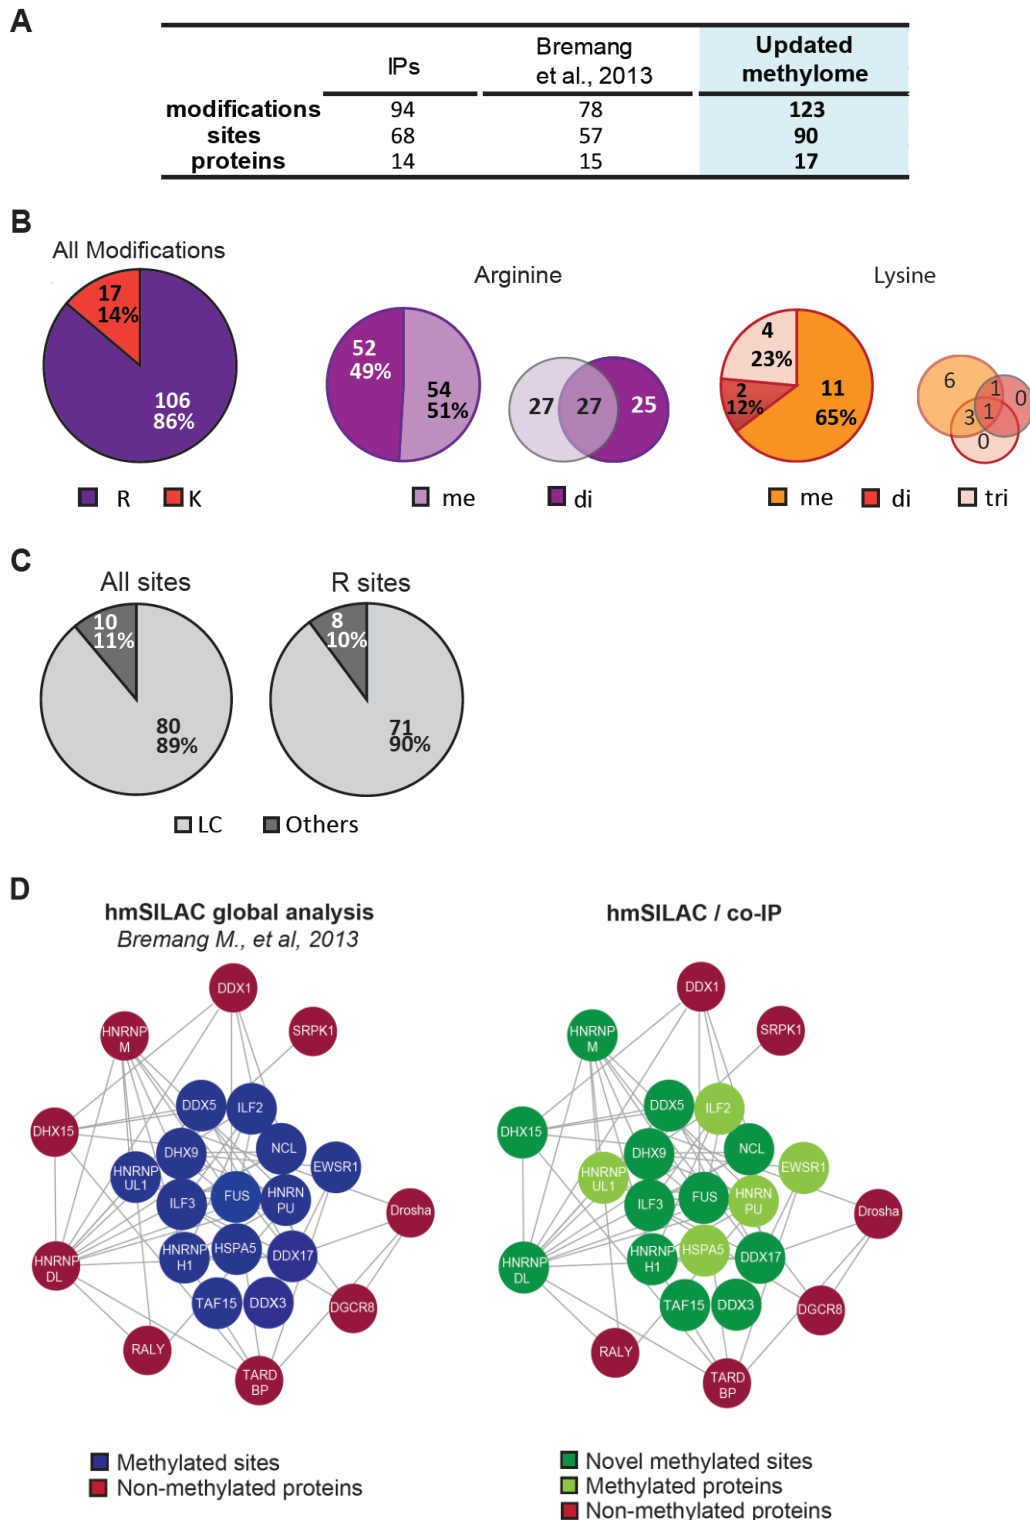 A
IPs
Bremang
et al., 2013
Updated
methylome
modifications 94 78 123
sites 68 57 90
proteins 14 15 17
B
All Modifications
17
14%
106
86%
R K
Arginine
52
49%
54
51%
27 27 25
me di
Lysine
4
23%
2
12%
11
65%
6 1 0
3 1
0
me di tri
C
All sites
10
11%
80
89%
R sites
8
10%
71
90%
LC Others
D
hmSILAC global analysis
Bremang M., et al, 2013
DDX1
SRPK1
HNRNP
M
DDX5
ILF2
DHX15
DHX9
NCL
HNRNP
UL1
EWSR1
ILF3
FUS
HNRN
PU
Drosha
HNRNP
DL
HNRNP
H1
HSPA5
DDX17
TAF15
DDX3
DGCR8
RALY
TARD
BP
Methylated sites
Non-methylated proteins
hmSILAC / co-IP
DDX1
SRPK1
HNRNP
M
DDX5
ILF2
DHX15
DHX9
NCL
HNRNP
UL1
EWSR1
ILF3
FUS
HNRN
PU
Drosha
HNRNP
DL
HNRNP
H1
HSPA5
DDX17
TAF15
DDX3
DGCR8
RALY
TARD
BP
Novel methylated sites
Methylated proteins
Non-methylated proteins